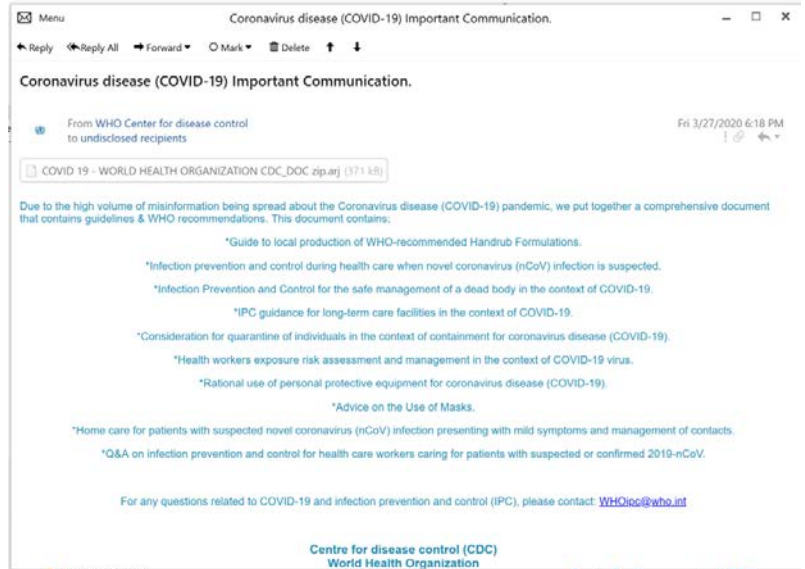 Menu
Coronavirus disease (COVID-19) Important Communication.
Reply Reply All Forward Mark Delete
Coronavirus disease (COVID-19) Important Communication.
From WHO Center for disease control
Fri 3/27/2020 6:18 PM
to undisclosed recipients
COVID 19 - WORLD HEALTH ORGANIZATION CDC_DOC zip.arj (371 kB)
Due to the high volume of misinformation being spread about the Coronavirus disease (COVID-19) pandemic, we put together a comprehensive document
that contains guidelines & WHO recommendations. This document contains:
*Guide to local production of WHO-recommended Handrub Formulations.
*Infection prevention and control during health care when novel coronavirus (nCoV) infection is suspected.
*Infection Prevention and Control for the safe management of a dead body in the context of COVID-19.
*IPC guidance for long-term care facilities in the context of COVID-19.
*Consideration for quarantine of individuals in the context of containment for coronavirus disease (COVID-19).
*Health workers exposure risk assessment and management in the context of COVID-19 virus.
*Rational use of personal protective equipment for coronavirus disease (COVID-19).
*Advice on the Use of Masks.
*Home care for patients with suspected novel coronavirus (nCoV) infection presenting with mild symptoms and management of contacts.
*Q&A on infection prevention and control for health care workers caring for patients with suspected or confirmed 2019-nCoV.
For any questions related to COVID-19 and infection prevention and control (IPC), please contact: WHOipc@who.int
Centre for disease control (CDC)
World Health Organization